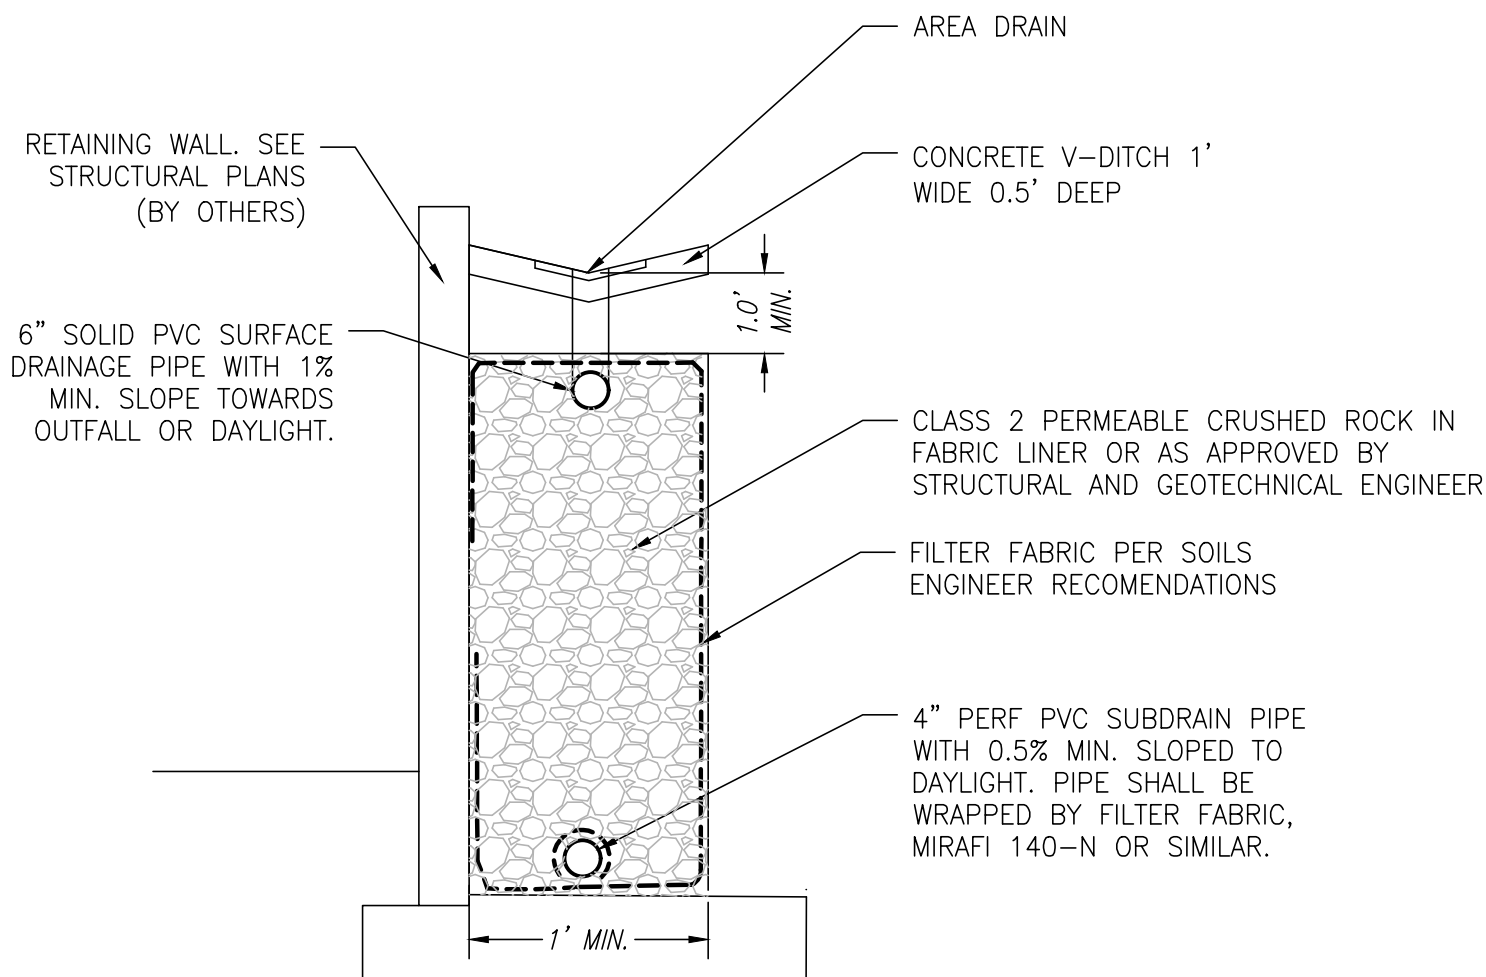 AREA DRAIN
RETAINING WALL. SEE
STRUCTURAL PLANS
(BY OTHERS)
CONCRETE V-DITCH 1'
WIDE 0.5' DEEP
1.0'
MIN.
6" SOLID PVC SURFACE
DRAINAGE PIPE WITH 1%
MIN. SLOPE TOWARDS
OUTFALL OR DAYLIGHT.
CLASS 2 PERMEABLE CRUSHED ROCK IN
FABRIC LINER OR AS APPROVED BY
STRUCTURAL AND GEOTECHNICAL ENGINEER
FILTER FABRIC PER SOILS
ENGINEER RECOMENDATIONS
4" PERF PVC SUBDRAIN PIPE
WITH 0.5% MIN. SLOPED TO
DAYLIGHT. PIPE SHALL BE
WRAPPED BY FILTER FABRIC,
MIRAFI 140-N OR SIMILAR.
1' MIN.